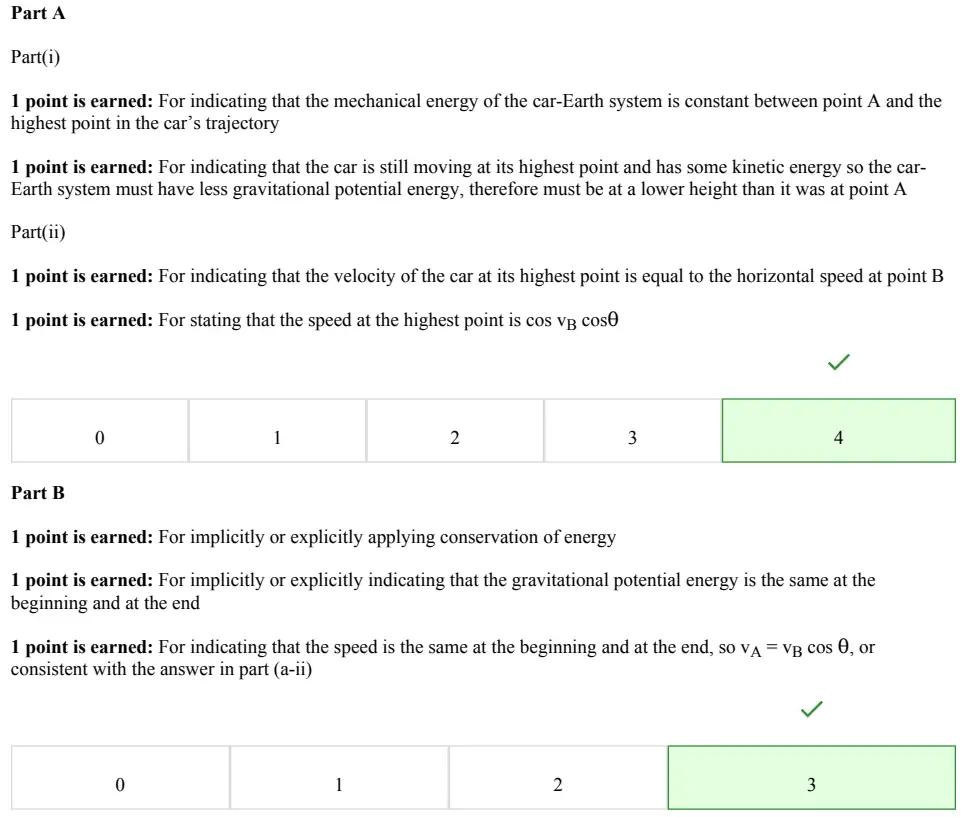 Part A
Part(i)
1 point is earned: For indicating that the mechanical energy of the car-Earth system is constant between point A and the
highest point in the car’s trajectory
1 point is earned: For indicating that the car is still moving at its highest point and has some kinetic energy so the car-
Earth system must have less gravitational potential energy, therefore must be at a lower height than it was at point A
Part(ii)
1 point is earned: For indicating that the velocity of the car at its highest point is equal to the horizontal speed at point B
1 point is earned: For stating that the speed at the highest point is cos vB cosθ
0 1 2 3 4
Part B
1 point is earned: For implicitly or explicitly applying conservation of energy
1 point is earned: For implicitly or explicitly indicating that the gravitational potential energy is the same at the
beginning and at the end
1 point is earned: For indicating that the speed is the same at the beginning and at the end, so vA = vB cos θ, or
consistent with the answer in part (a-ii)
0 1 2 3